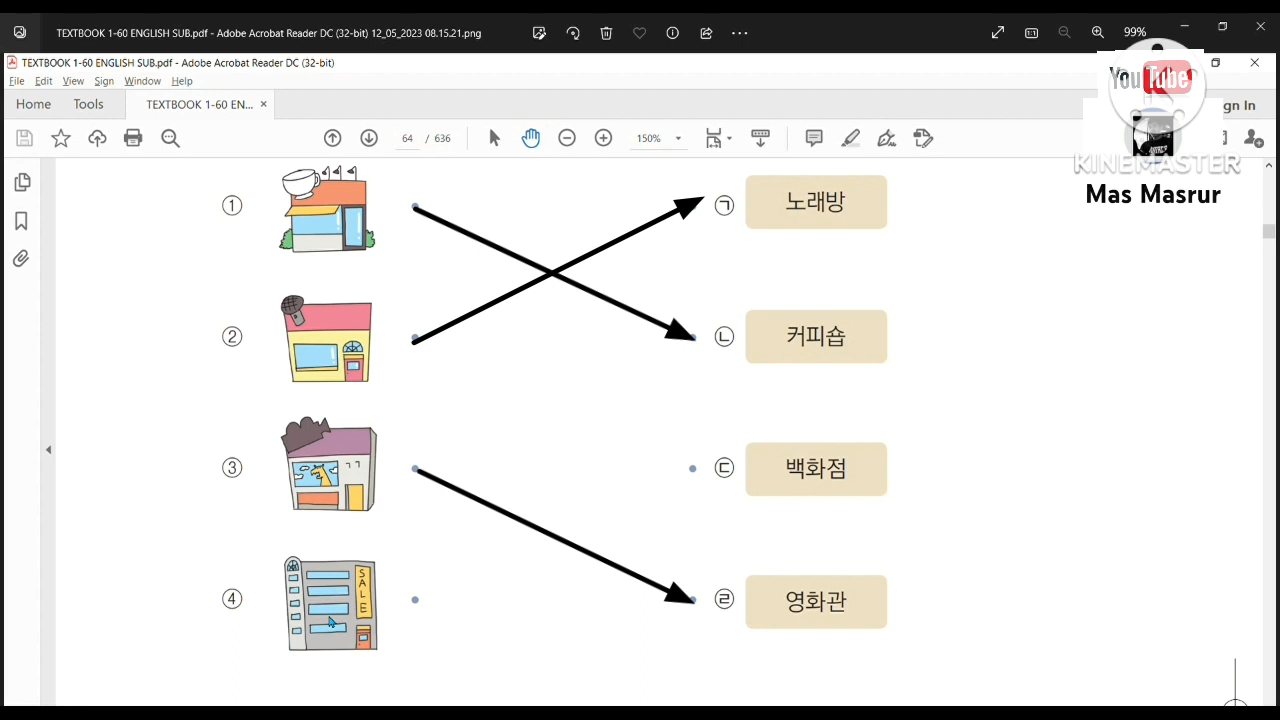 TEXTBOOK 1-60 ENGLISH SUB.pdf - Adobe Acrobat Reader DC (32-bit) 12_05_2023 08.15.21.png
99%
TEXTBOOK 1-60 ENGLISH SUB.pdf - Adobe Acrobat Reader DC (32-bit)
File Edit View Sign Window Help
YouTube
Home Tools TEXTBOOK 1-60 EN... × gn In
64 / 636 150%
KINEMASTER
Mas Masrur
① ㉠ 노래방
② ㉡ 커피숍
③ ㉢ 백화점
④ SALE ㉣ 영화관